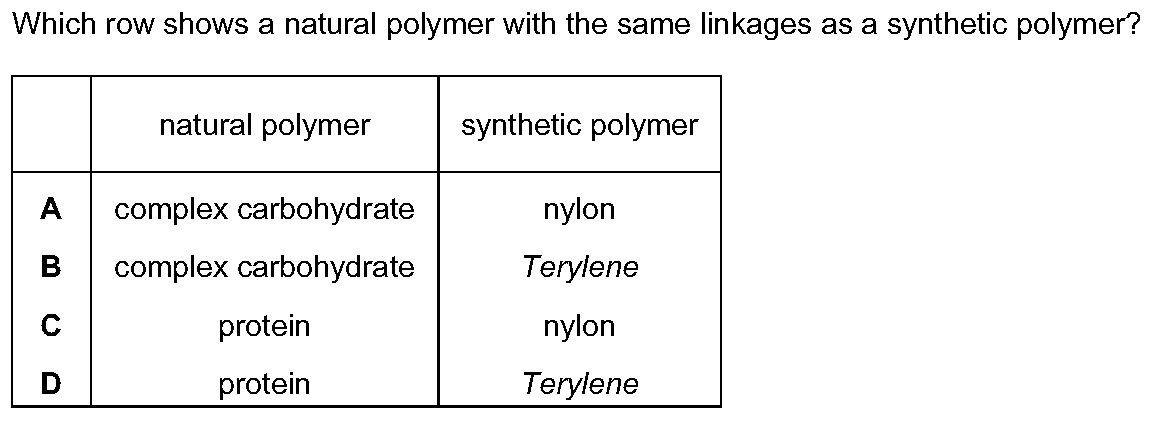 Which row shows a natural polymer with the same linkages as a synthetic polymer?
natural polymer synthetic polymer
A complex carbohydrate nylon
B complex carbohydrate Terylene
C protein nylon
D protein Terylene